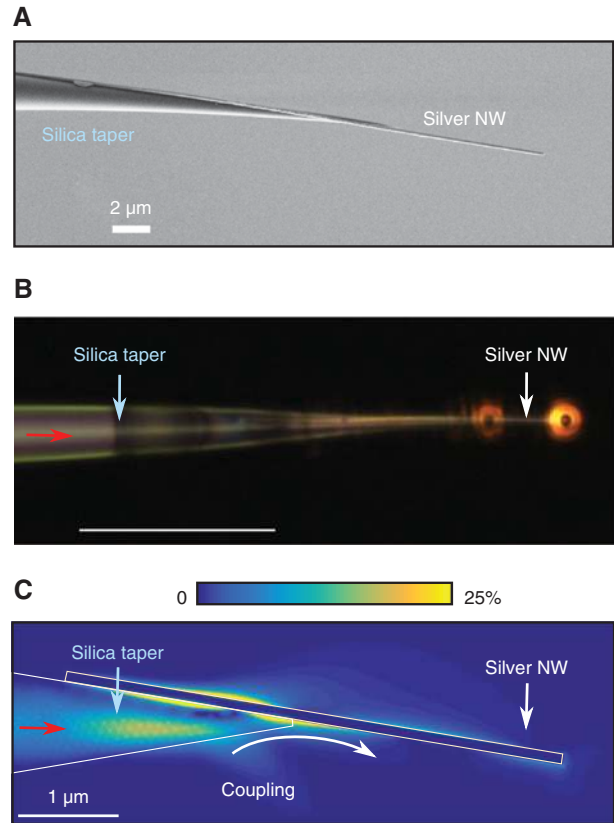 A
Silica taper
Silver NW
2 μm
B
Silica taper
Silver NW
C
0
25%
Silica taper
Silver NW
Coupling
1 μm